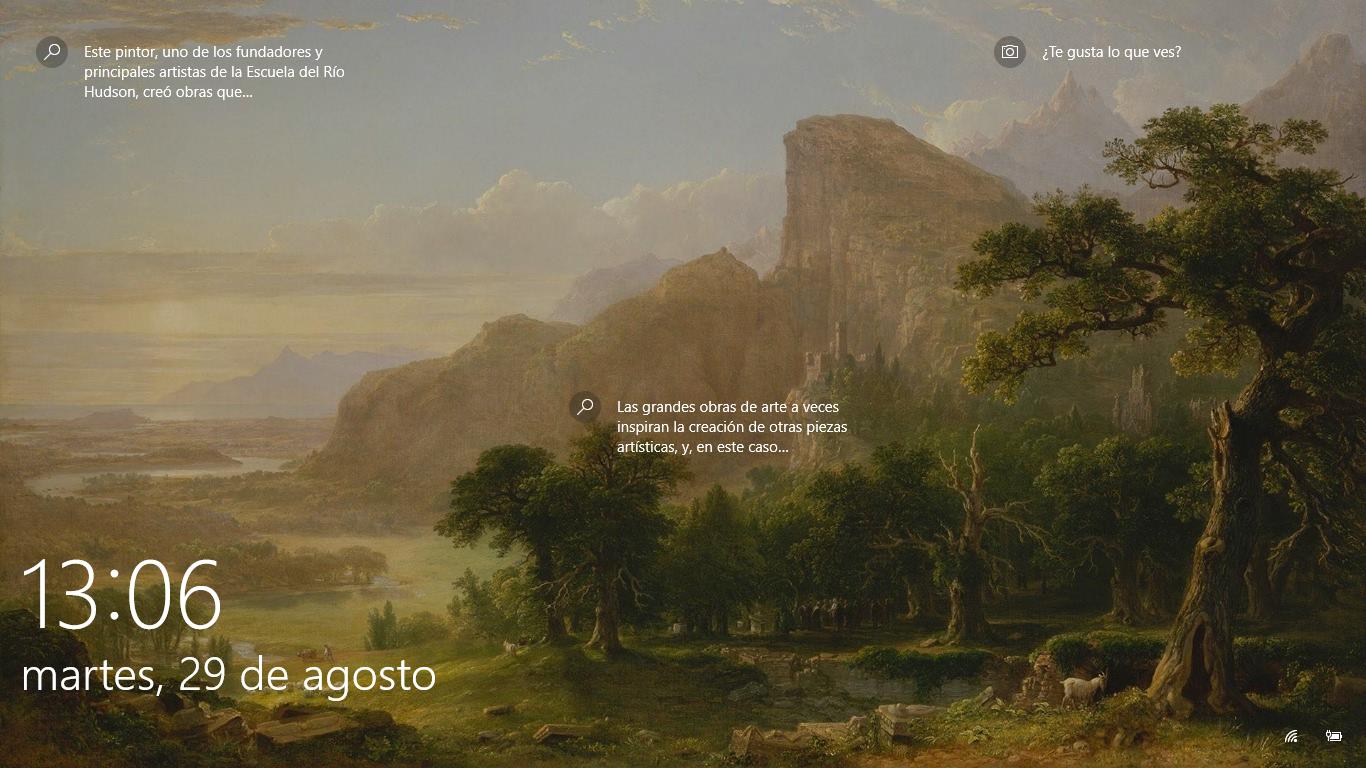 Este pintor, uno de los fundadores y
principales artistas de la Escuela del Río
Hudson, creó obras que...
¿Te gusta lo que ves?
Las grandes obras de arte a veces
inspiran la creación de otras piezas
artísticas, y, en este caso...
13:06
martes, 29 de agosto